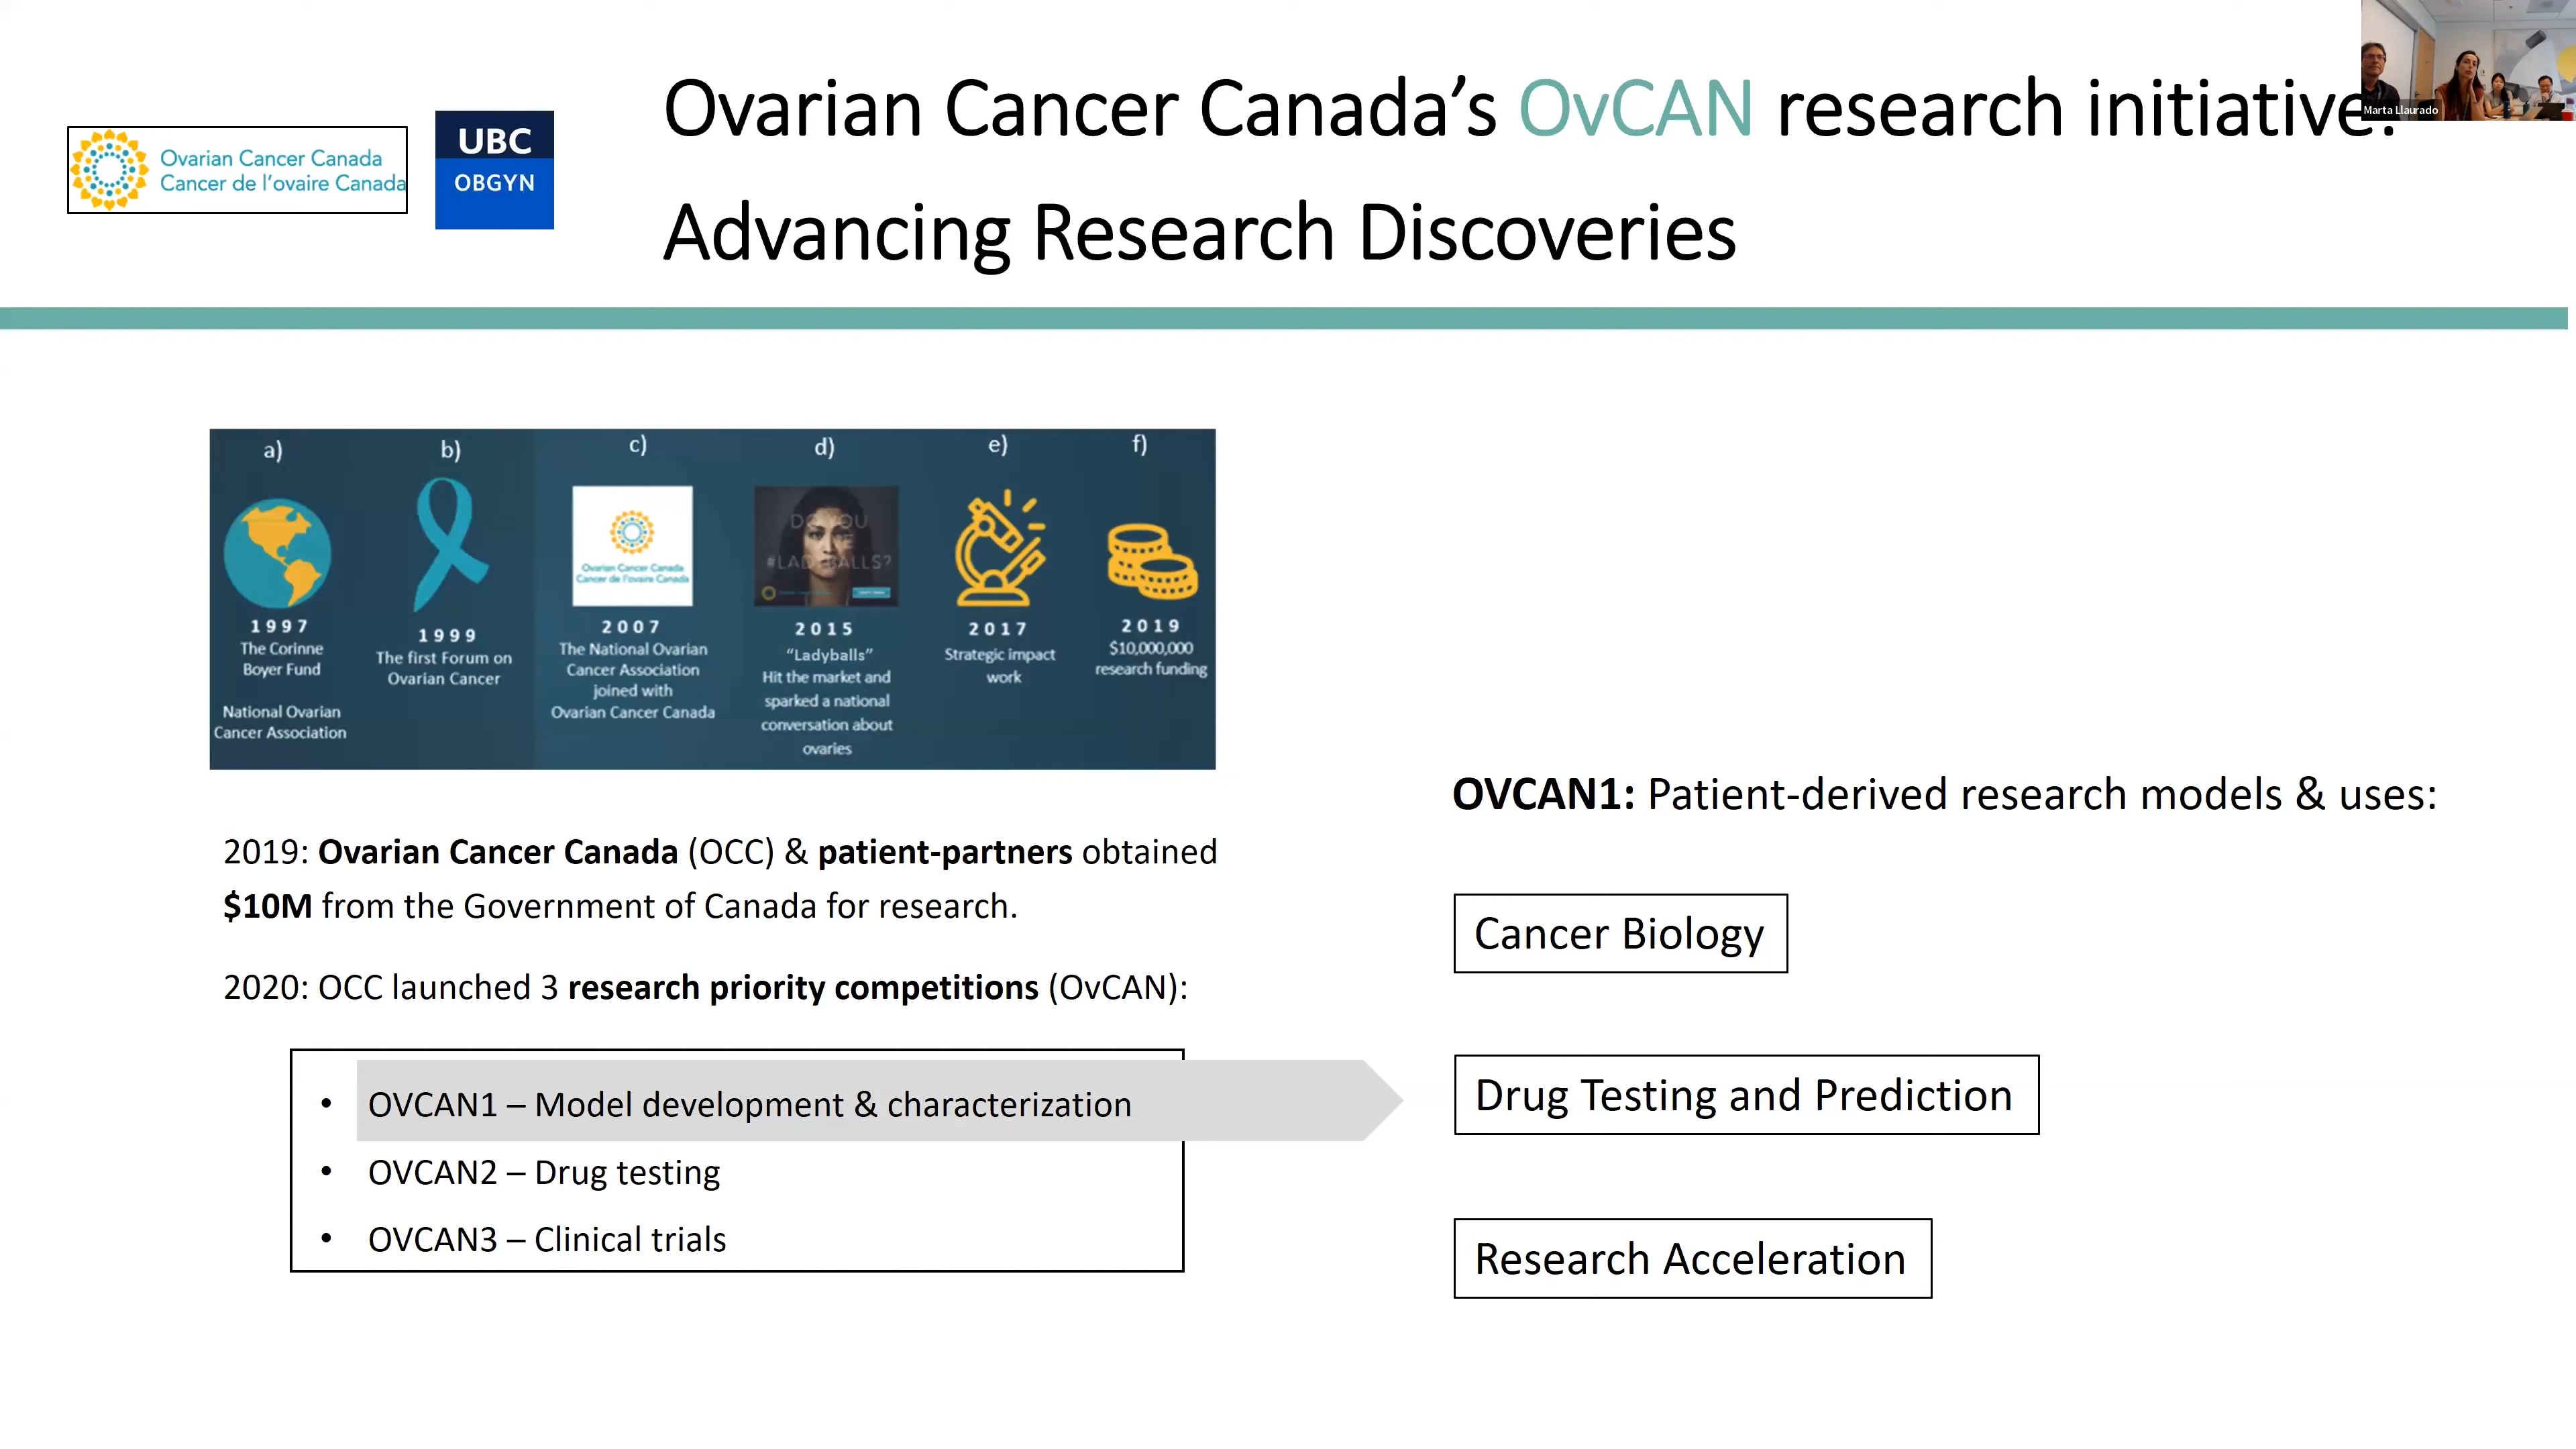 Ovarian Cancer Canada's OvCAN research initiative:
Advancing Research Discoveries
Ovarian Cancer Canada
Cancer de l'ovaire Canada
UBC
OBGYN
Marta Llaurado
a)
1997
The Corinne
Boyer Fund
National Ovarian
Cancer Association
b)
1999
The first Forum on
Ovarian Cancer
c)
Ovarian Cancer Canada
Cancer de l'ovaire Canada
2007
The National Ovarian
Cancer Association
joined with
Ovarian Cancer Canada
d)
DO YOU
#LADYBALLS?
2015
“Ladyballs”
Hit the market and
sparked a national
conversation about
ovaries
e)
2017
Strategic impact
work
f)
2019
$10,000,000
research funding
2019: Ovarian Cancer Canada (OCC) & patient-partners obtained
$10M from the Government of Canada for research.
2020: OCC launched 3 research priority competitions (OvCAN):
• OVCAN1 – Model development & characterization
• OVCAN2 – Drug testing
• OVCAN3 – Clinical trials
OVCAN1: Patient-derived research models & uses:
Cancer Biology
Drug Testing and Prediction
Research Acceleration